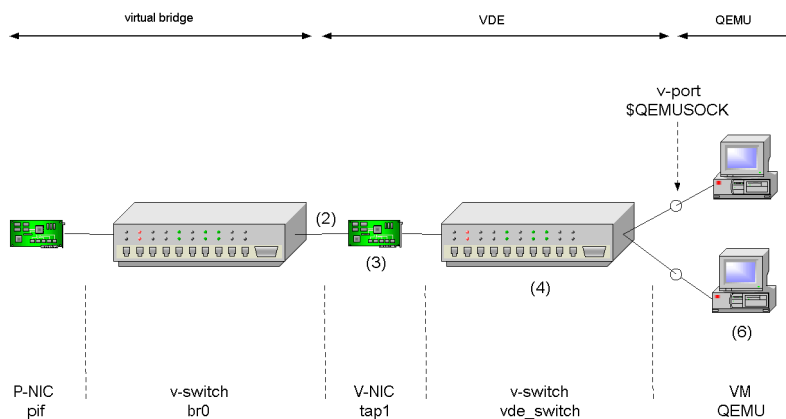 virtual bridge
VDE
QEMU
v-port
$QEMUSOCK
(2)
(3)
(4)
(6)
P-NIC
pif
v-switch
br0
V-NIC
tap1
v-switch
vde_switch
VM
QEMU